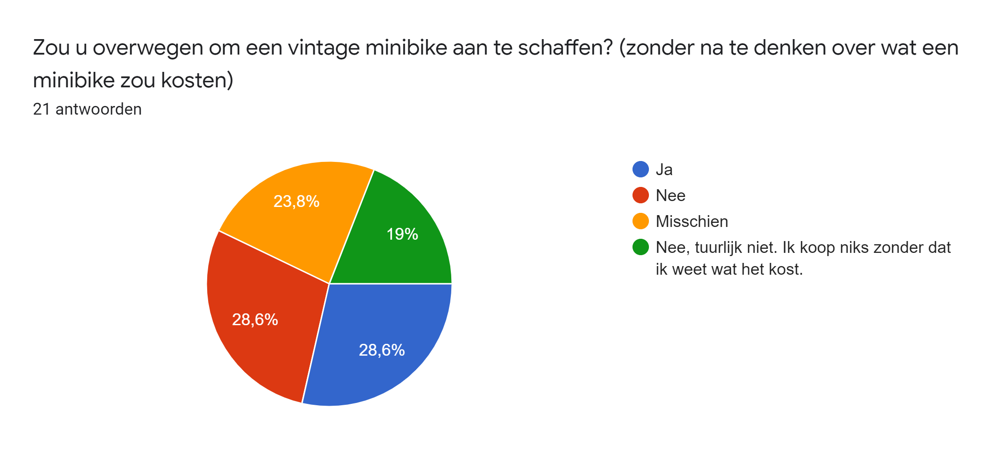 Zou u overwegen om een vintage minibike aan te schaffen? (zonder na te denken over wat een
minibike zou kosten)
21 antwoorden
23,8%
19%
28,6%
28,6%
Ja
Nee
Misschien
Nee, tuurlijk niet. Ik koop niks zonder dat
ik weet wat het kost.